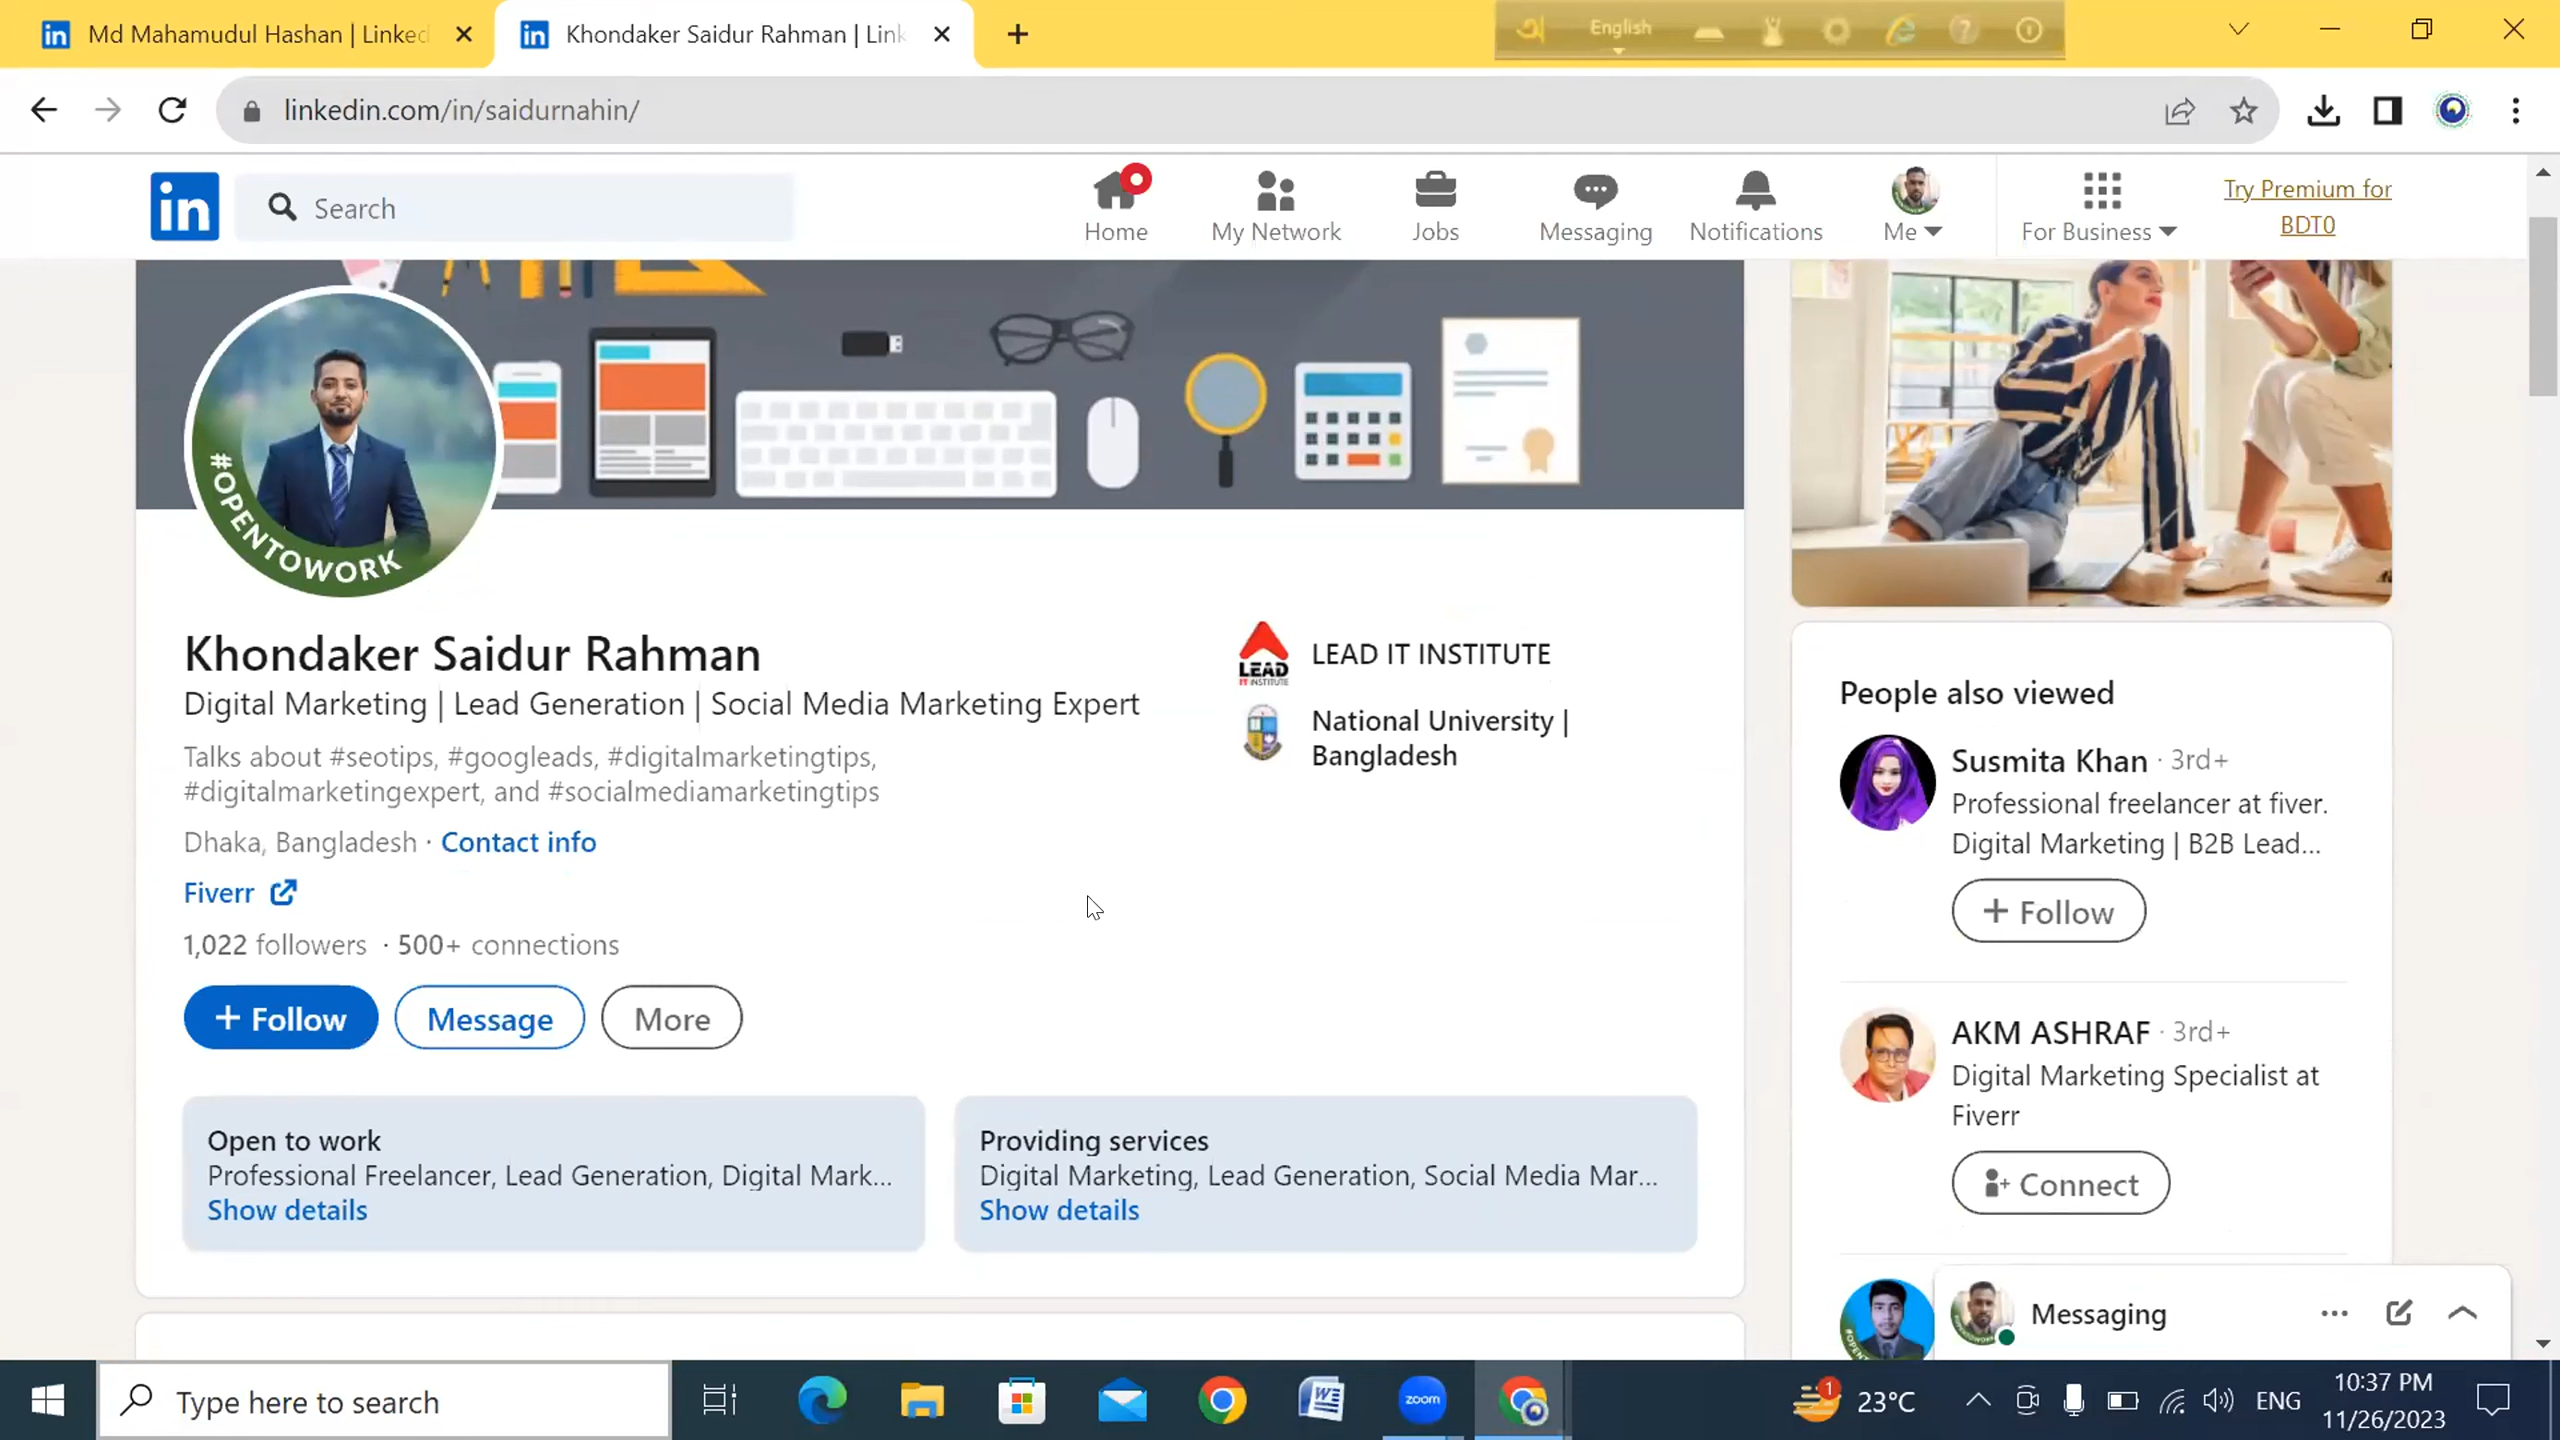 Md Mahamudul Hashan | Linked
Khondaker Saidur Rahman | Link
English
linkedin.com/in/saidurnahin/
in
Search
Home
My Network
Jobs
Messaging
Notifications
Me
For Business
Try Premium for
BDT0
#OPENTOWORK
Khondaker Saidur Rahman
Digital Marketing | Lead Generation | Social Media Marketing Expert
Talks about #seotips, #googleads, #digitalmarketingtips,
#digitalmarketingexpert, and #socialmediamarketingtips
Dhaka, Bangladesh · Contact info
Fiverr
1,022 followers · 500+ connections
+ Follow
Message
More
LEAD
IT INSTITUTE
LEAD IT INSTITUTE
National University |
Bangladesh
Open to work
Professional Freelancer, Lead Generation, Digital Mark...
Show details
Providing services
Digital Marketing, Lead Generation, Social Media Mar...
Show details
People also viewed
Susmita Khan · 3rd+
Professional freelancer at fiver.
Digital Marketing | B2B Lead...
+ Follow
AKM ASHRAF · 3rd+
Digital Marketing Specialist at
Fiverr
Connect
Messaging
Type here to search
zoom
1
23°C
ENG
10:37 PM
11/26/2023